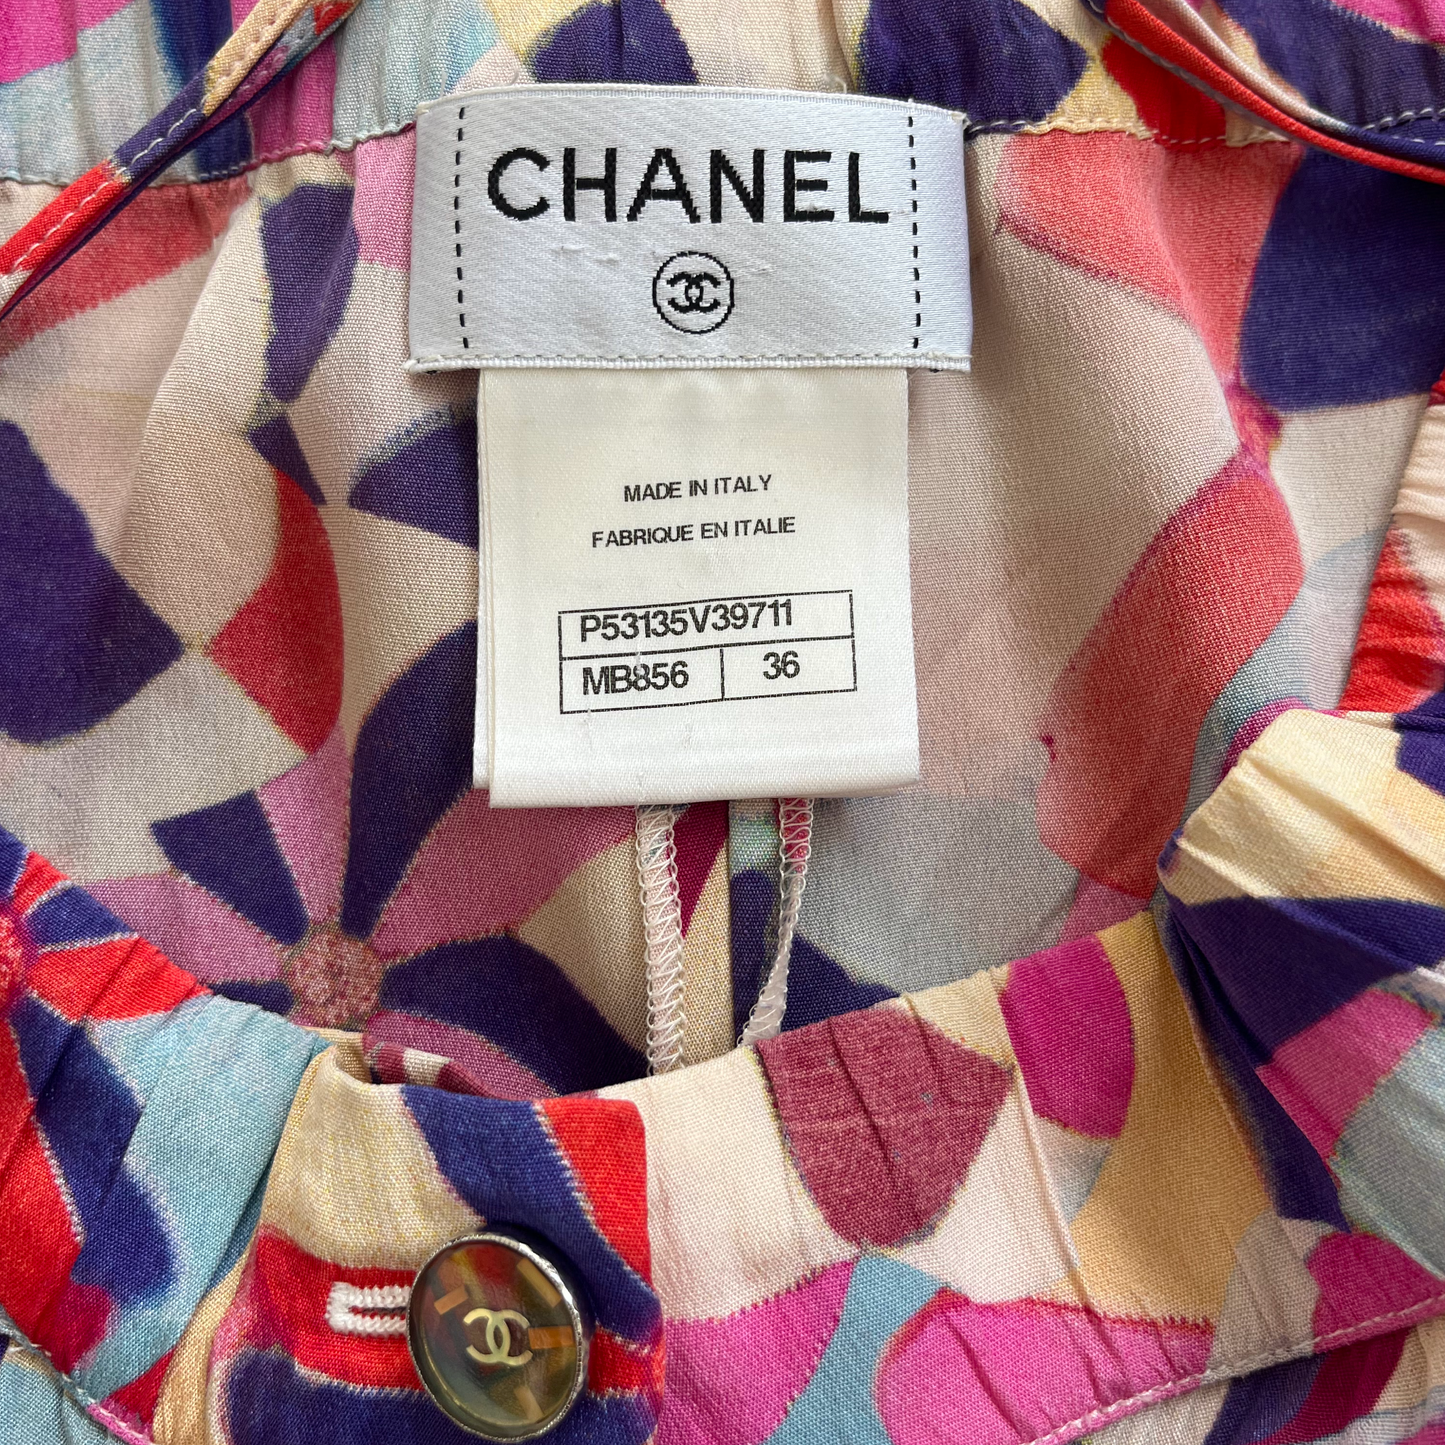 CHANEL
MADE IN ITALY
FABRIQUE EN ITALIE
P53135V39711
MB856 36